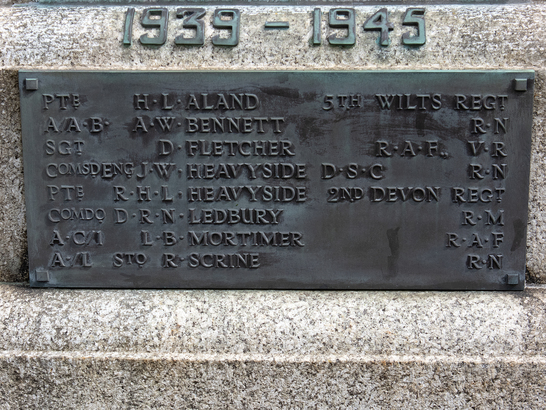 1939 - 1945
PTE H·L·ALAND 5TH WILTS REGT
A/A·B· A·W·BENNETT R·N
SGT D·FLETCHER R·A·F., V·R
COMSDENG J·W·HEAVYSIDE D·S·C R·N
PTE R·H·L·HEAVYSIDE 2ND DEVON REGT
COMDO D·R·N·LEDBURY R·M
A·C/I L·B·MORTIMER R·A·F
A·/L STO R·SCRINE R·N